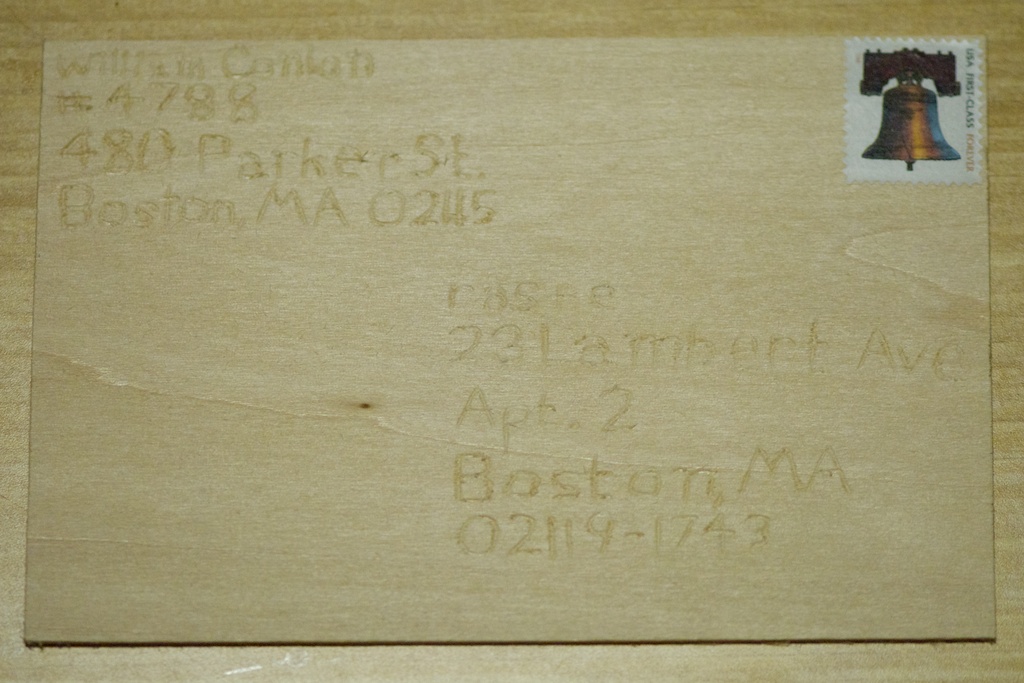 William Conlan
#4788
480 Parker St.
Boston, MA 02115
USA FIRST-CLASS FOREVER
rasee
23 Lambert Ave
Apt. 2
Boston, MA
02119-1743